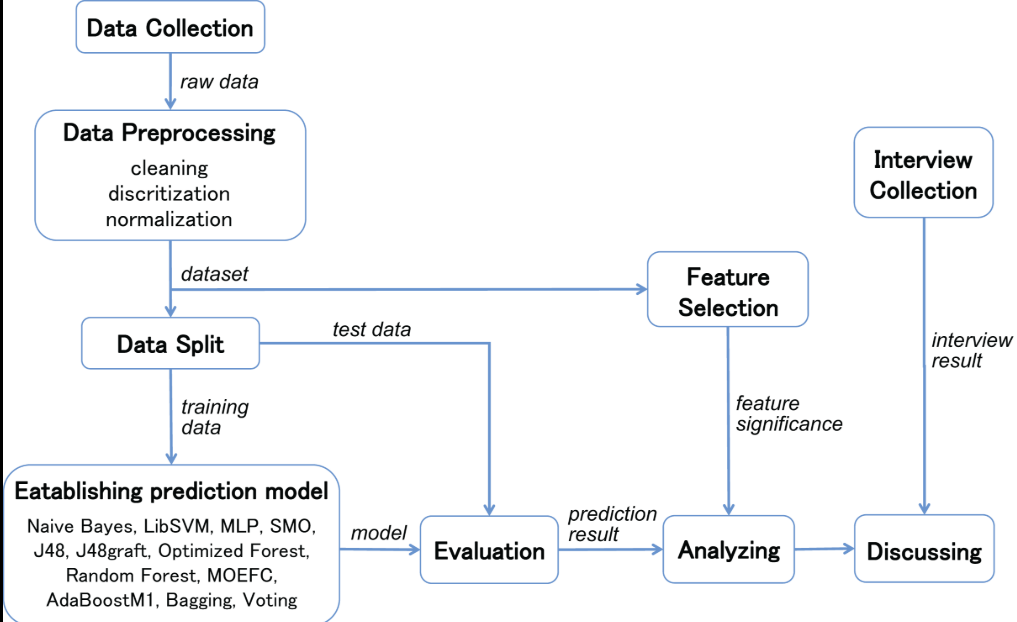 Data Collection
raw data
Data Preprocessing
cleaning
discritization
normalization
dataset
Feature
Selection
Interview
Collection
Data Split
test data
training
data
feature
significance
interview
result
Eatablishing prediction model
Naive Bayes, LibSVM, MLP, SMO,
J48, J48graft, Optimized Forest,
Random Forest, MOEFC,
AdaBoostM1, Bagging, Voting
model
Evaluation
prediction
result
Analyzing
Discussing